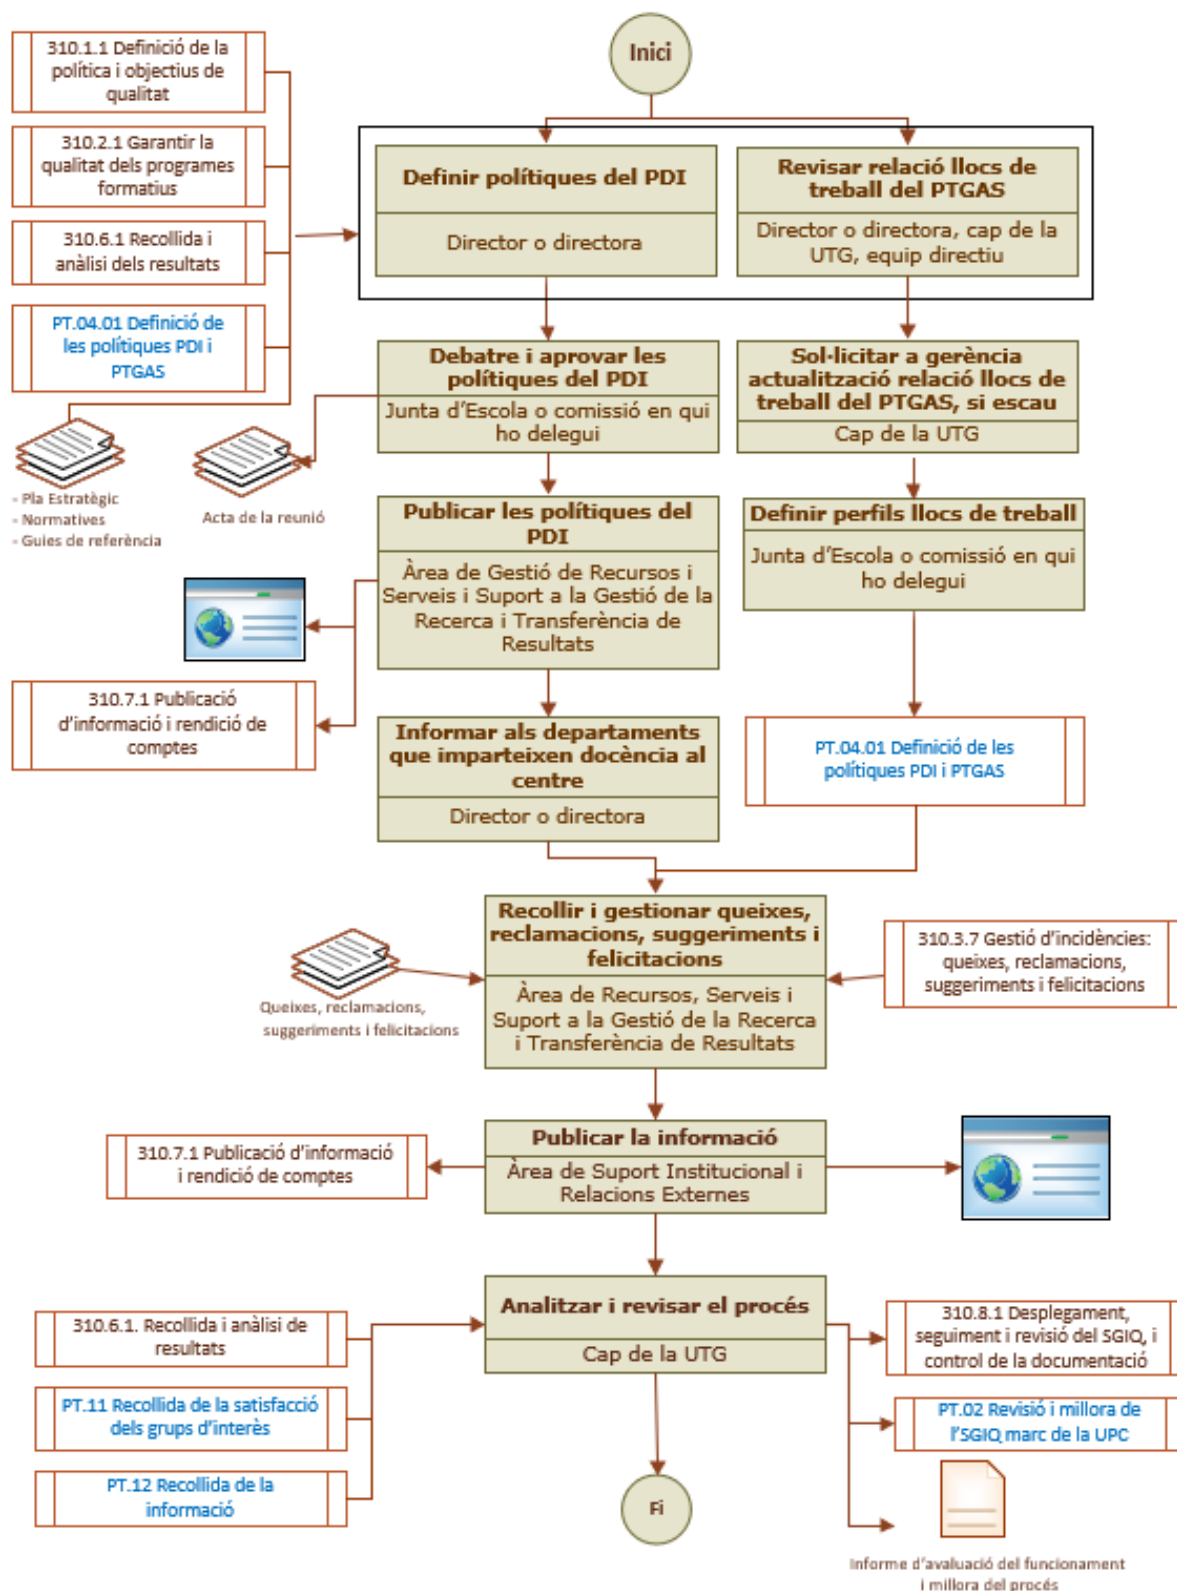 Inici
310.1.1 Definició de la
política i objectius de
qualitat
310.2.1 Garantir la
qualitat dels programes
formatius
310.6.1 Recollida i
anàlisi dels resultats
PT.04.01 Definició de
les polítiques PDI i
PTGAS
- Pla Estratègic
- Normatives
- Guies de referència
Definir polítiques del PDI
Director o directora
Revisar relació llocs de
treball del PTGAS
Director o directora, cap de la
UTG, equip directiu
Debatre i aprovar les
polítiques del PDI
Junta d'Escola o comissió en qui
ho delegui
Acta de la reunió
Sol·licitar a gerència
actualització relació llocs de
treball del PTGAS, si escau
Cap de la UTG
Publicar les polítiques del
PDI
Àrea de Gestió de Recursos i
Serveis i Suport a la Gestió de la
Recerca i Transferència de
Resultats
Definir perfils llocs de treball
Junta d'Escola o comissió en qui
ho delegui
310.7.1 Publicació
d'informació i rendició de
comptes
Informar als departaments
que imparteixen docència al
centre
Director o directora
PT.04.01 Definició de les
polítiques PDI i PTGAS
Recollir i gestionar queixes,
reclamacions, suggeriments i
felicitacions
Àrea de Recursos, Serveis i
Suport a la Gestió de la Recerca
i Transferència de Resultats
Queixes, reclamacions,
suggeriments i felicitacions
310.3.7 Gestió d'incidències:
queixes, reclamacions,
suggeriments i felicitacions
Publicar la informació
Àrea de Suport Institucional i
Relacions Externes
310.7.1 Publicació d'informació
i rendició de comptes
Analitzar i revisar el procés
Cap de la UTG
310.6.1. Recollida i anàlisi de
resultats
PT.11 Recollida de la satisfacció
dels grups d'interès
PT.12 Recollida de la
informació
310.8.1 Desplegament,
seguiment i revisió del SGIQ, i
control de la documentació
PT.02 Revisió i millora de
l'SGIQ marc de la UPC
Informe d'avaluació del funcionament
i millora del procés
Fi